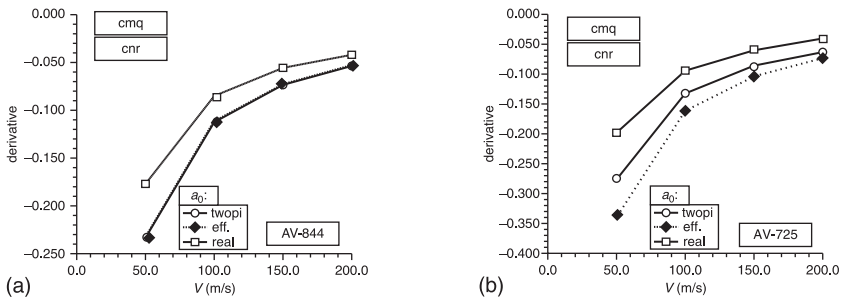 0.000
cmq
cnr
−0.050
−0.100
−0.150
−0.200
−0.250
derivative
a0:
twopi
eff.
real
AV-844
0.0 50.0 100.0 150.0 200.0
V (m/s)
(a)
0.000
cmq
cnr
−0.050
−0.100
−0.150
−0.200
−0.250
−0.300
−0.350
−0.400
derivative
a0:
twopi
eff.
real
AV-725
0.0 50.0 100.0 150.0 200.0
V (m/s)
(b)